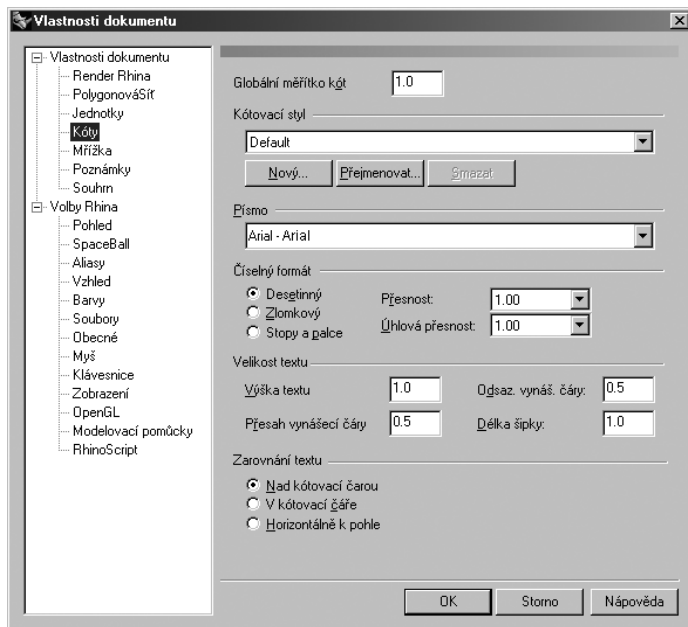 Vlastnosti dokumentu
Vlastnosti dokumentu
Render Rhina
PolygonováSíť
Jednotky
Kóty
Mřížka
Poznámky
Souhrn
Volby Rhina
Pohled
SpaceBall
Aliasy
Vzhled
Barvy
Soubory
Obecné
Myš
Klávesnice
Zobrazení
OpenGL
Modelovací pomůcky
RhinoScript
Globální měřítko kót 1.0
Kótovací styl
Default
Nový... Přejmenovat... Smazat
Písmo
Arial - Arial
Číselný formát
Desetinný Přesnost: 1.00
Zlomkový
Stopy a palce Úhlová přesnost: 1.00
Velikost textu
Výška textu 1.0 Odsaz. vynáš. čáry: 0.5
Přesah vynášecí čáry 0.5 Délka šipky: 1.0
Zarovnání textu
Nad kótovací čarou
V kótovací čáře
Horizontálně k pohle
OK Storno Nápověda